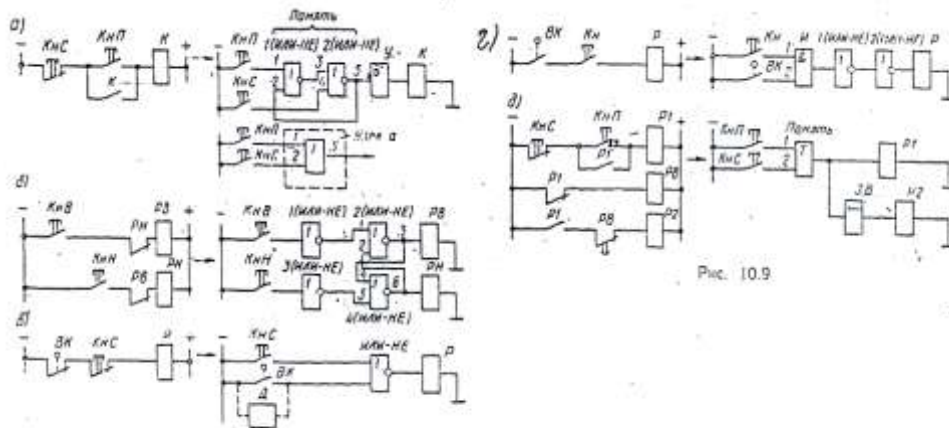 а)
КнС
КнП
К
К
Память
КнП
1(ИЛИ-НЕ)
2(ИЛИ-НЕ)
К
КнС
КнП
КнС
б)
КнВ
РН
РВ
КнН
РВ
РН
КнВ
1(ИЛИ-НЕ)
2(ИЛИ-НЕ)
РВ
КнН
3(ИЛИ-НЕ)
РН
4(ИЛИ-НЕ)
в)
ВК
КнС
КнС
ИЛИ-НЕ
Р
ВК
Д
г)
ВК
Кн
Р
Кн
ВК
И
1(ИЛИ-НЕ)
2(ИЛИ-НЕ)
Р
д)
КнС
КнП
Р1
Р1
Р1
РВ
Р1
РВ
Р2
КнП
КнС
Память
Р1
Рис. 10.9